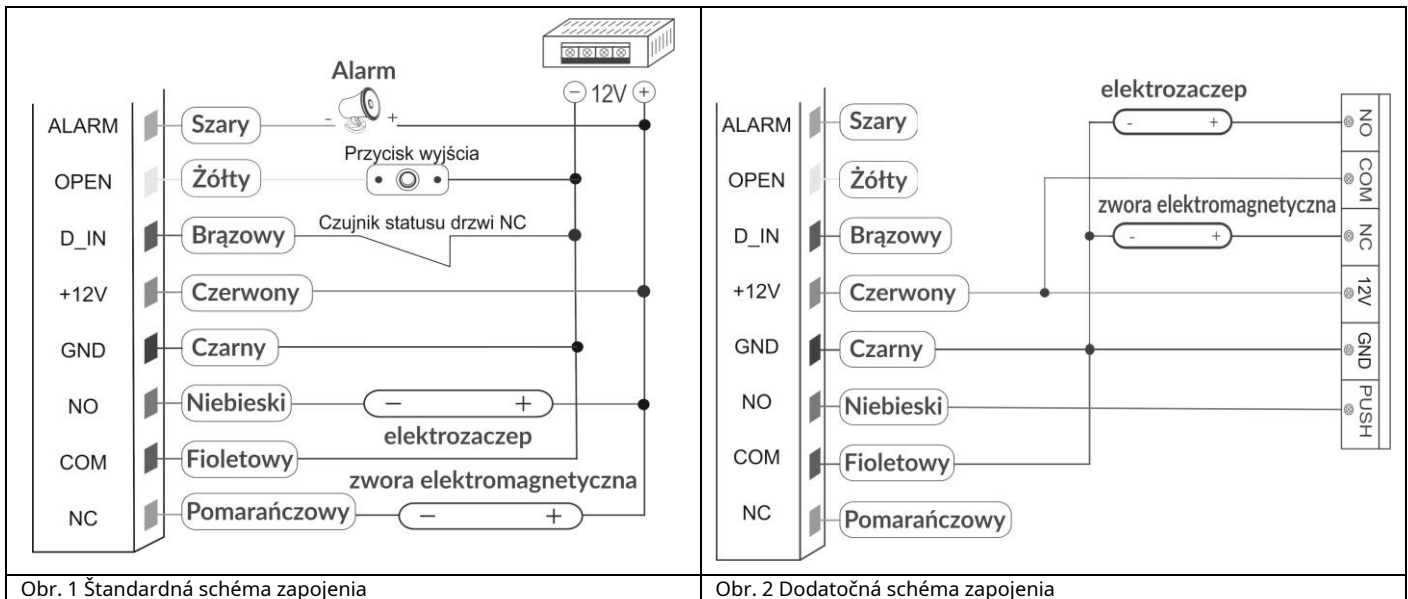 Alarm
− 12V +
ALARM Szary - +
Przycisk wyjścia
OPEN Żółty
Czujnik statusu drzwi NC
D_IN Brązowy
+12V Czerwony
GND Czarny
NO Niebieski − +
elektrozaczep
COM Fioletowy
zwora elektromagnetyczna
NC Pomarańczowy − +
Obr. 1 Štandardná schéma zapojenia
elektrozaczep
ALARM Szary - + NO
OPEN Żółty COM
zwora elektromagnetyczna
D_IN Brązowy - + NC
+12V Czerwony 12V
GND Czarny GND
NO Niebieski PUSH
COM Fioletowy
NC Pomarańczowy
Obr. 2 Dodatočná schéma zapojenia